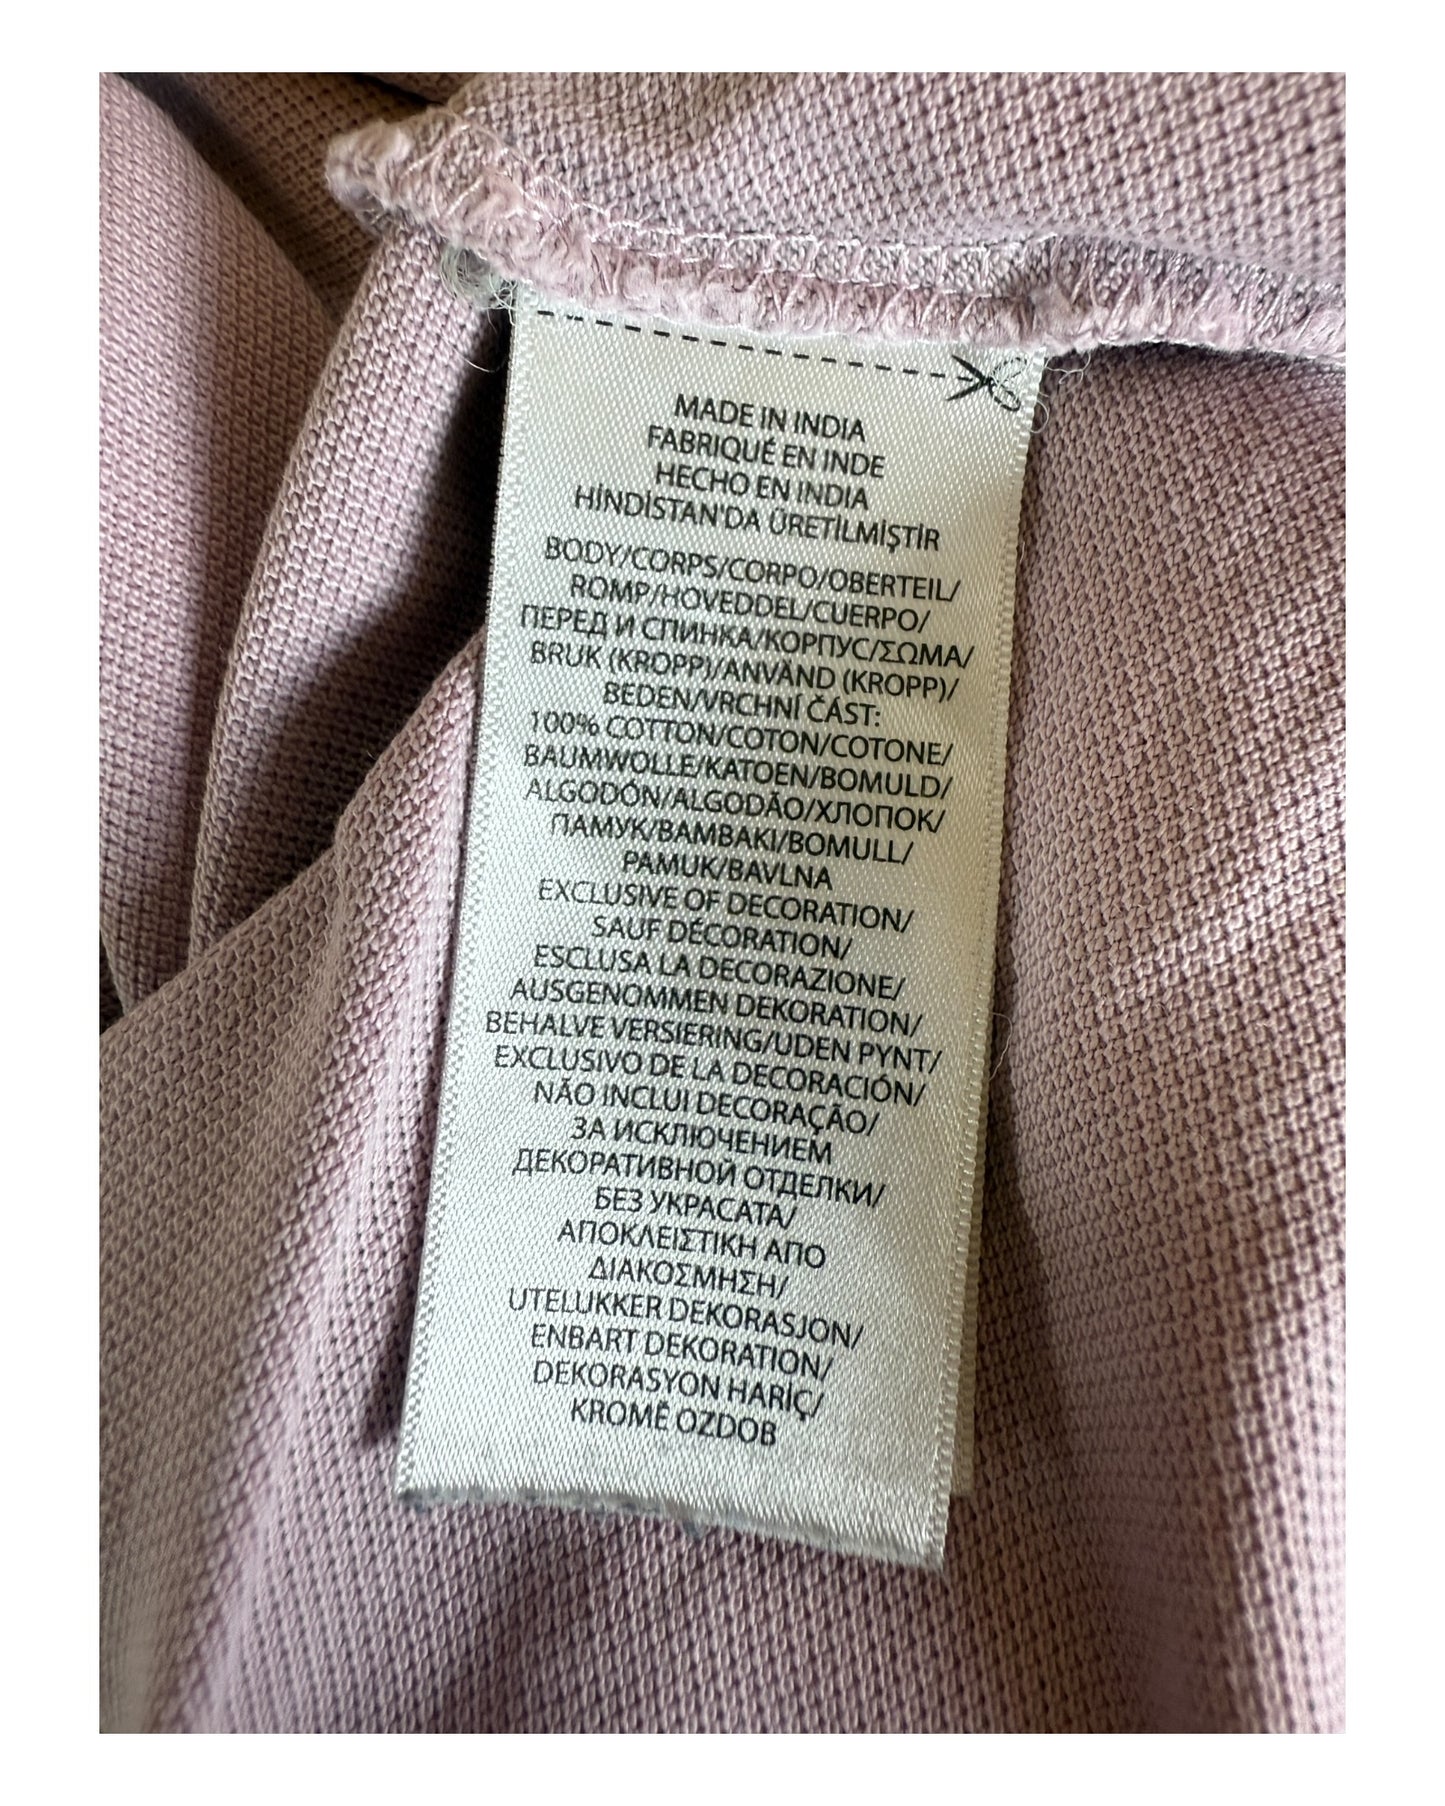 MADE IN INDIA
FABRIQUÉ EN INDE
HECHO EN INDIA
HİNDİSTAN'DA ÜRETİLMİŞTİR
BODY/CORPS/CORPO/OBERTEIL/
ROMP/HOVEDDEL/CUERPO/
ПЕРЕД И СПИНКА/КОРПУС/ΣΩΜΑ/
BRUK (KROPP)/ANVÄND (KROPP)/
BEDEN/VRCHNÍ ČÁST:
100% COTTON/COTON/COTONE/
BAUMWOLLE/KATOEN/BOMULD/
ALGODÓN/ALGODÃO/ХЛОПОК/
ПАМУК/ΒΑΜΒΑΚΙ/BOMULL/
PAMUK/BAVLNA
EXCLUSIVE OF DECORATION/
SAUF DÉCORATION/
ESCLUSA LA DECORAZIONE/
AUSGENOMMEN DEKORATION/
BEHALVE VERSIERING/UDEN PYNT/
EXCLUSIVO DE LA DECORACIÓN/
NÃO INCLUI DECORAÇÃO/
ЗА ИСКЛЮЧЕНИЕМ
ДЕКОРАТИВНОЙ ОТДЕЛКИ/
БЕЗ УКРАСАТА/
ΑΠΟΚΛΕΙΣΤΙΚΗ ΑΠΟ
ΔΙΑΚΟΣΜΗΣΗ/
UTELUKKER DEKORASJON/
ENBART DEKORATION/
DEKORASYON HARİÇ/
KROMĚ OZDOB